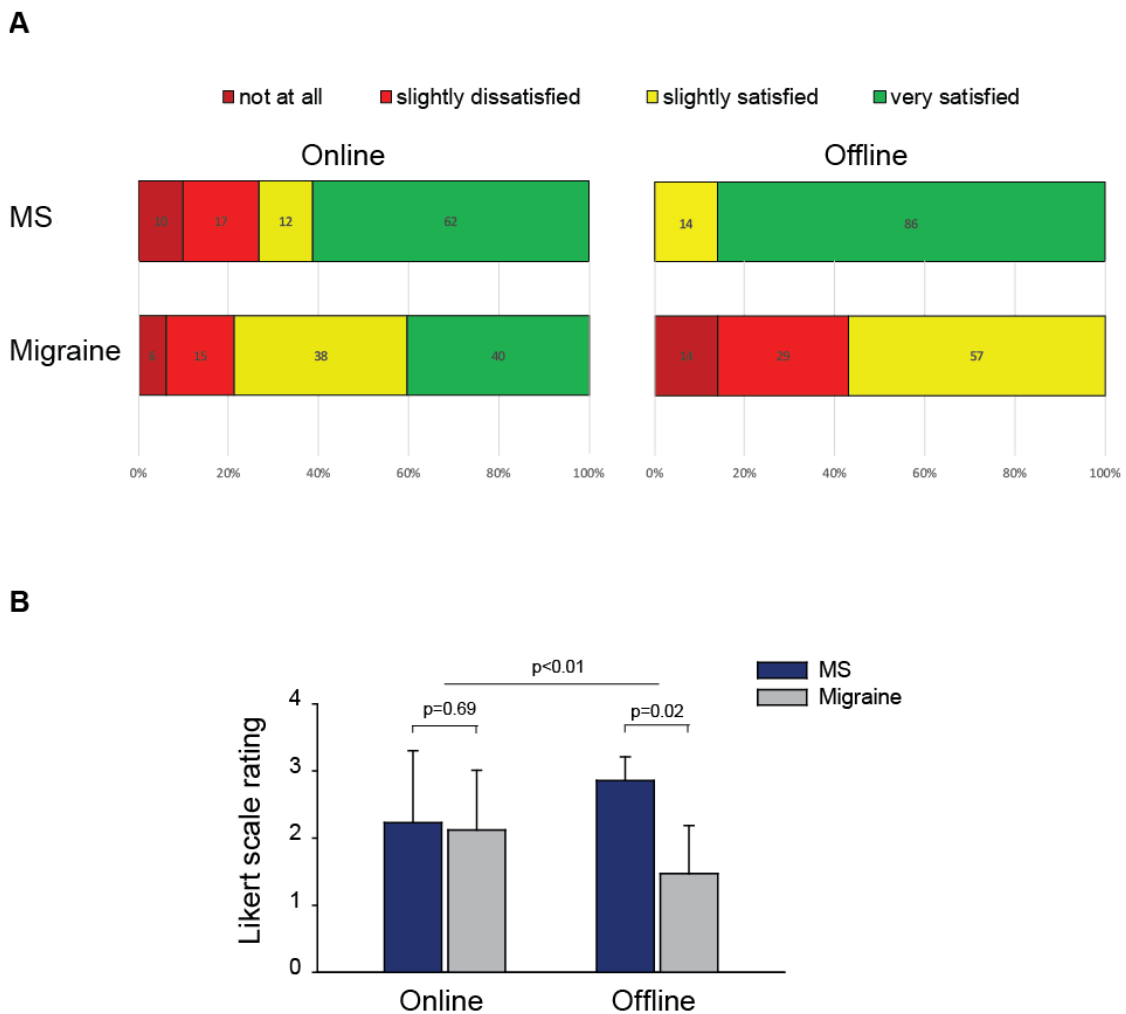 A
not at all slightly dissatisfied slightly satisfied very satisfied
Online Offline
MS 10 17 12 62 14 86
Migraine 6 15 38 40 14 29 57
0% 20% 40% 60% 80% 100% 0% 20% 40% 60% 80% 100%
B
p<0.01
MS
Migraine
p=0.69 p=0.02
4
3
2
1
0
Likert scale rating
Online Offline